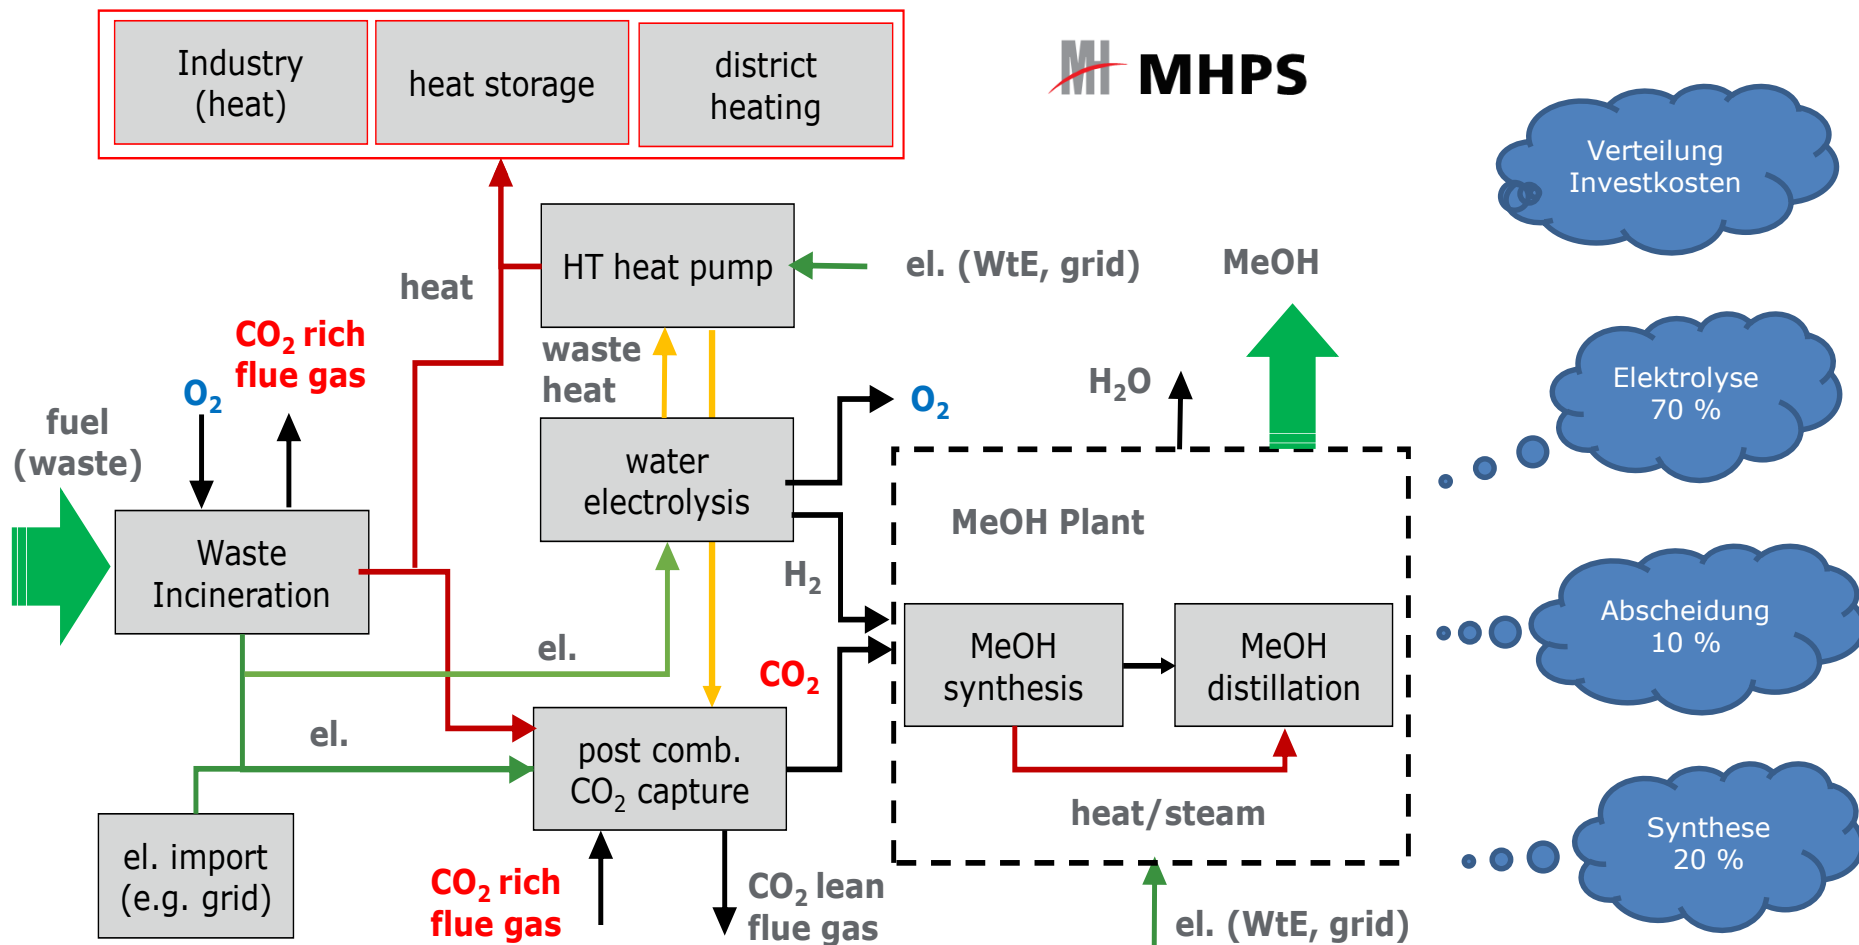 Industry
(heat)
heat storage
district
heating
MH MHPS
Verteilung
Investkosten
HT heat pump
el. (WtE, grid)
MeOH
heat
CO₂ rich
flue gas
O₂
fuel
(waste)
waste
heat
H₂O
O₂
Elektrolyse
70 %
water
electrolysis
MeOH Plant
Waste
Incineration
H₂
el.
CO₂
MeOH
synthesis
MeOH
distillation
Abscheidung
10 %
el.
post comb.
CO₂ capture
heat/steam
Synthese
20 %
el. import
(e.g. grid)
CO₂ rich
flue gas
CO₂ lean
flue gas
el. (WtE, grid)